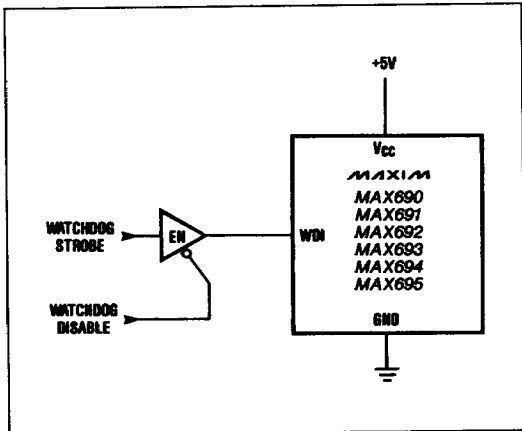 +5V
VCC
MAXIM
MAX690
MAX691
MAX692
MAX693
MAX694
MAX695
WATCHDOG
STROBE
EN
WDI
WATCHDOG
DISABLE
GND